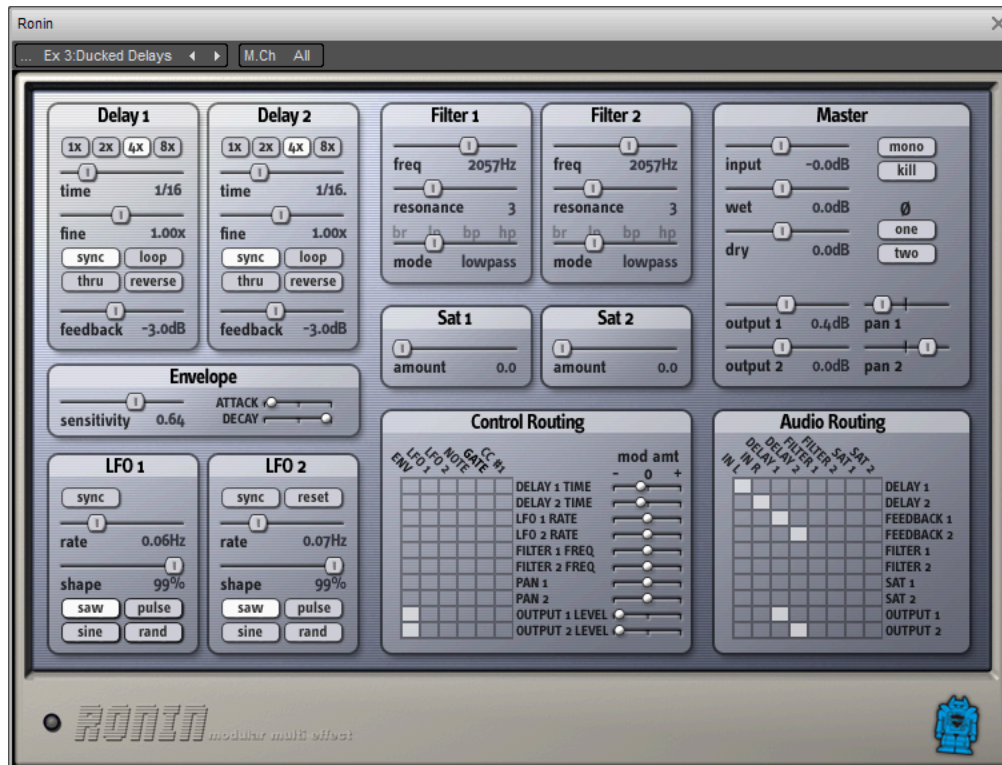 Ronin
... Ex 3:Ducked Delays M.Ch All
Delay 1
1x 2x 4x 8x
time 1/16
fine 1.00x
sync loop
thru reverse
feedback -3.0dB
Delay 2
1x 2x 4x 8x
time 1/16.
fine 1.00x
sync loop
thru reverse
feedback -3.0dB
Filter 1
freq 2057Hz
resonance 3
br lp bp hp
mode lowpass
Filter 2
freq 2057Hz
resonance 3
br lp bp hp
mode lowpass
Master
input -0.0dB
mono
kill
wet 0.0dB
Ø
one
dry 0.0dB
two
output 1 0.4dB pan 1
output 2 0.0dB pan 2
Sat 1
amount 0.0
Sat 2
amount 0.0
Envelope
sensitivity 0.64
ATTACK
DECAY
LFO 1
sync
rate 0.06Hz
shape 99%
saw pulse
sine rand
LFO 2
sync reset
rate 0.07Hz
shape 99%
saw pulse
sine rand
Control Routing
ENV LFO 1 LFO 2 NOTE GATE CC #1
mod amt
- 0 +
DELAY 1 TIME
DELAY 2 TIME
LFO 1 RATE
LFO 2 RATE
FILTER 1 FREQ
FILTER 2 FREQ
PAN 1
PAN 2
OUTPUT 1 LEVEL
OUTPUT 2 LEVEL
Audio Routing
IN L IN R DELAY 1 DELAY 2 FILTER 1 FILTER 2 SAT 1 SAT 2
DELAY 1
DELAY 2
FEEDBACK 1
FEEDBACK 2
FILTER 1
FILTER 2
SAT 1
SAT 2
OUTPUT 1
OUTPUT 2
RONIN modular multi effect